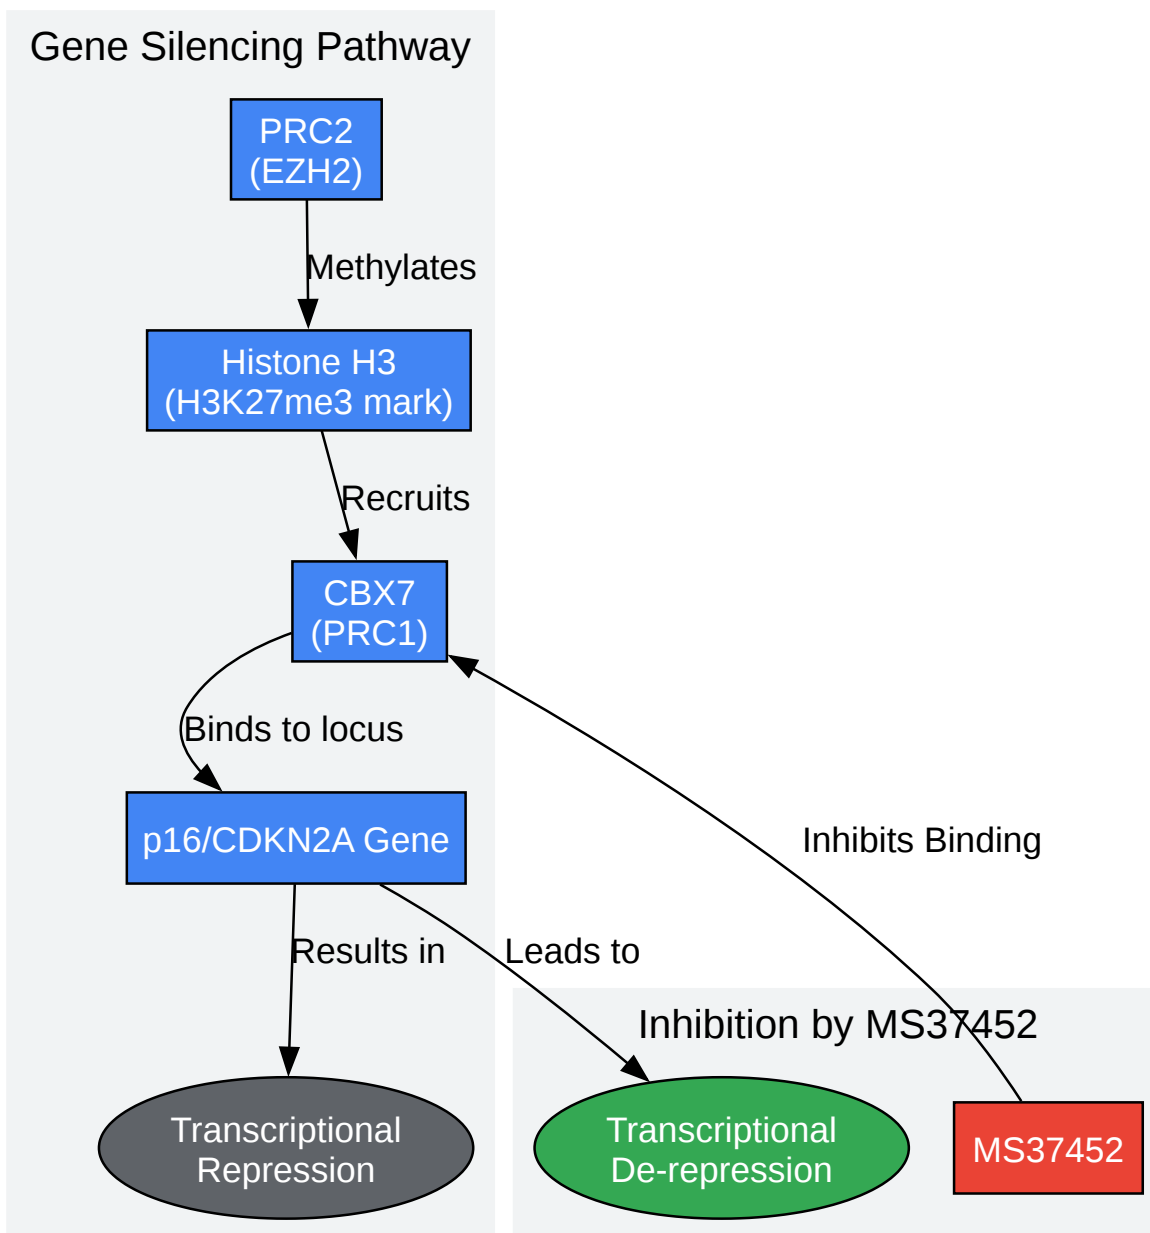 Gene Silencing Pathway
PRC2
(EZH2)
Methylates
Histone H3
(H3K27me3 mark)
Recruits
CBX7
(PRC1)
Binds to locus
p16/CDKN2A Gene
Inhibits Binding
Results in
Leads to
Inhibition by MS37452
Transcriptional
Repression
Transcriptional
De-repression
MS37452